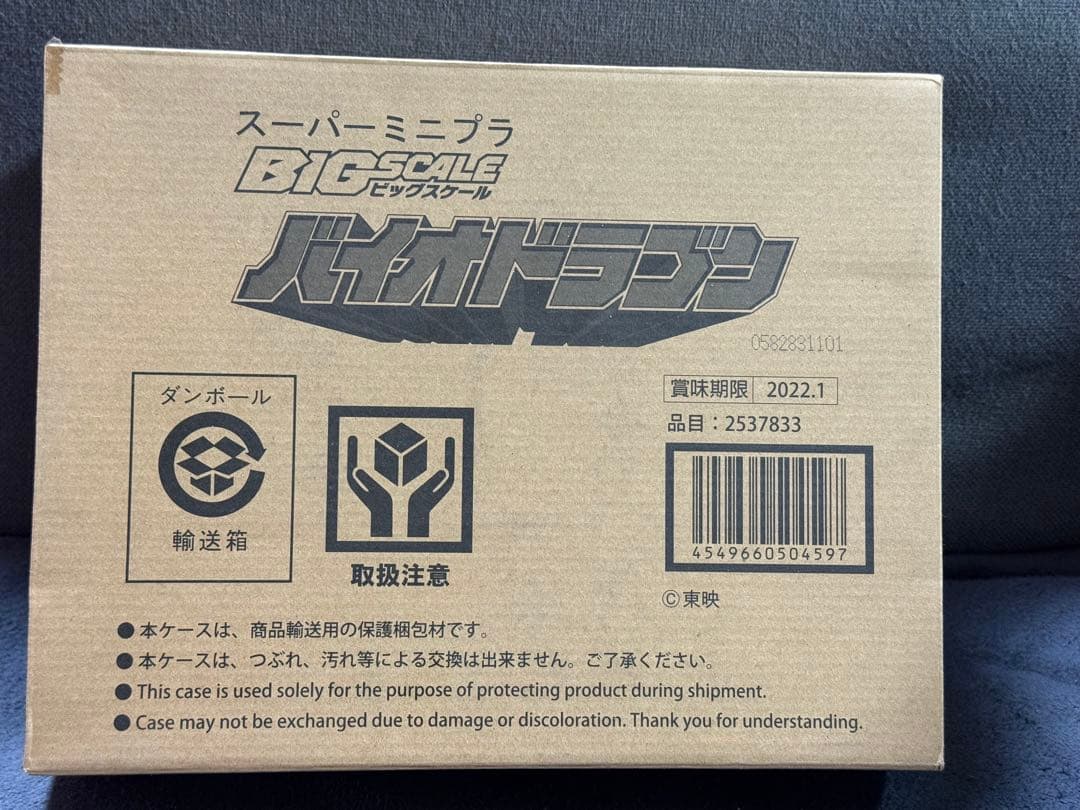 スーパーミニプラ
BIG SCALE
ビッグスケール
バイオドラゴン
0582831101
ダンボール
輸送箱
取扱注意
賞味期限 2022.1
品目：2537833
4549660504597
Ⓒ東映
●本ケースは、商品輸送用の保護梱包材です。
●本ケースは、つぶれ、汚れ等による交換は出来ません。ご了承ください。
●This case is used solely for the purpose of protecting product during shipment.
●Case may not be exchanged due to damage or discoloration. Thank you for understanding.